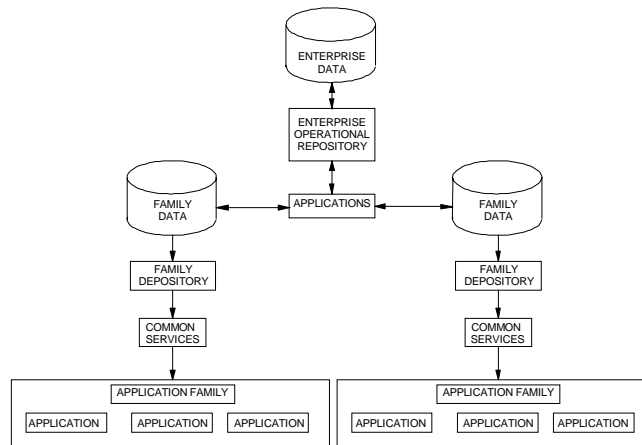 ENTERPRISE
DATA
ENTERPRISE
OPERATIONAL
REPOSITORY
FAMILY
DATA
APPLICATIONS
FAMILY
DATA
FAMILY
DEPOSITORY
FAMILY
DEPOSITORY
COMMON
SERVICES
COMMON
SERVICES
APPLICATION FAMILY
APPLICATION
APPLICATION
APPLICATION
APPLICATION FAMILY
APPLICATION
APPLICATION
APPLICATION